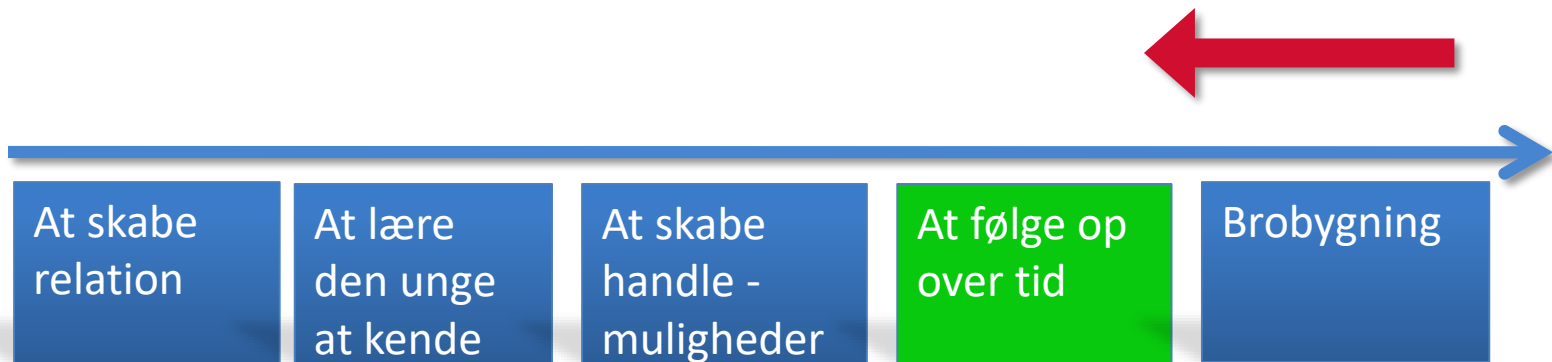 At skabe
relation
At lære
den unge
at kende
At skabe
handle -
muligheder
At følge op
over tid
Brobygning